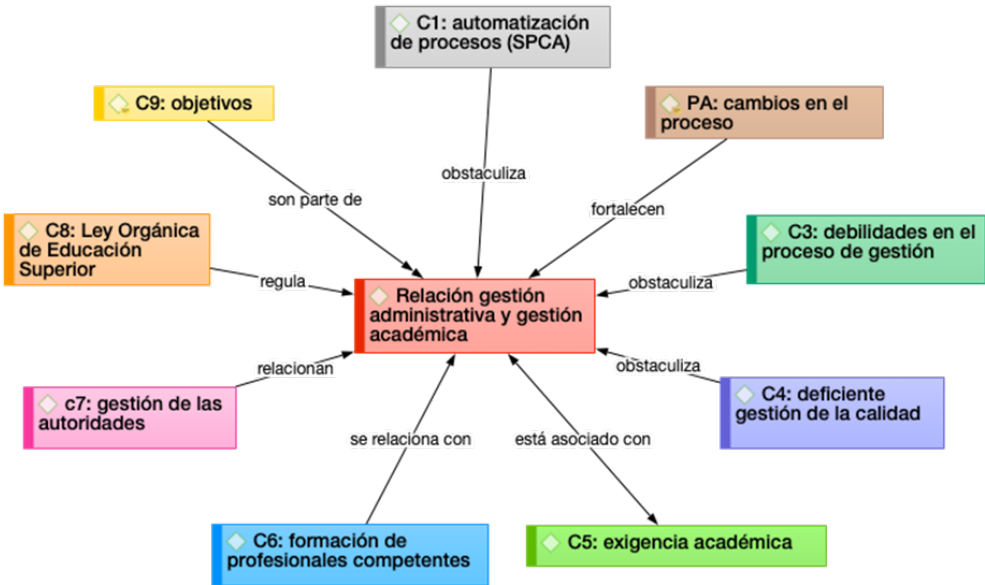 C1: automatización
de procesos (SPCA)
C9: objetivos
PA: cambios en el
proceso
obstaculiza
son parte de
fortalecen
C8: Ley Orgánica
de Educación
Superior
C3: debilidades en el
proceso de gestión
regula
obstaculiza
Relación gestión
administrativa y gestión
académica
relacionan
obstaculiza
c7: gestión de las
autoridades
C4: deficiente
gestión de la calidad
se relaciona con
está asociado con
C6: formación de
profesionales competentes
C5: exigencia académica